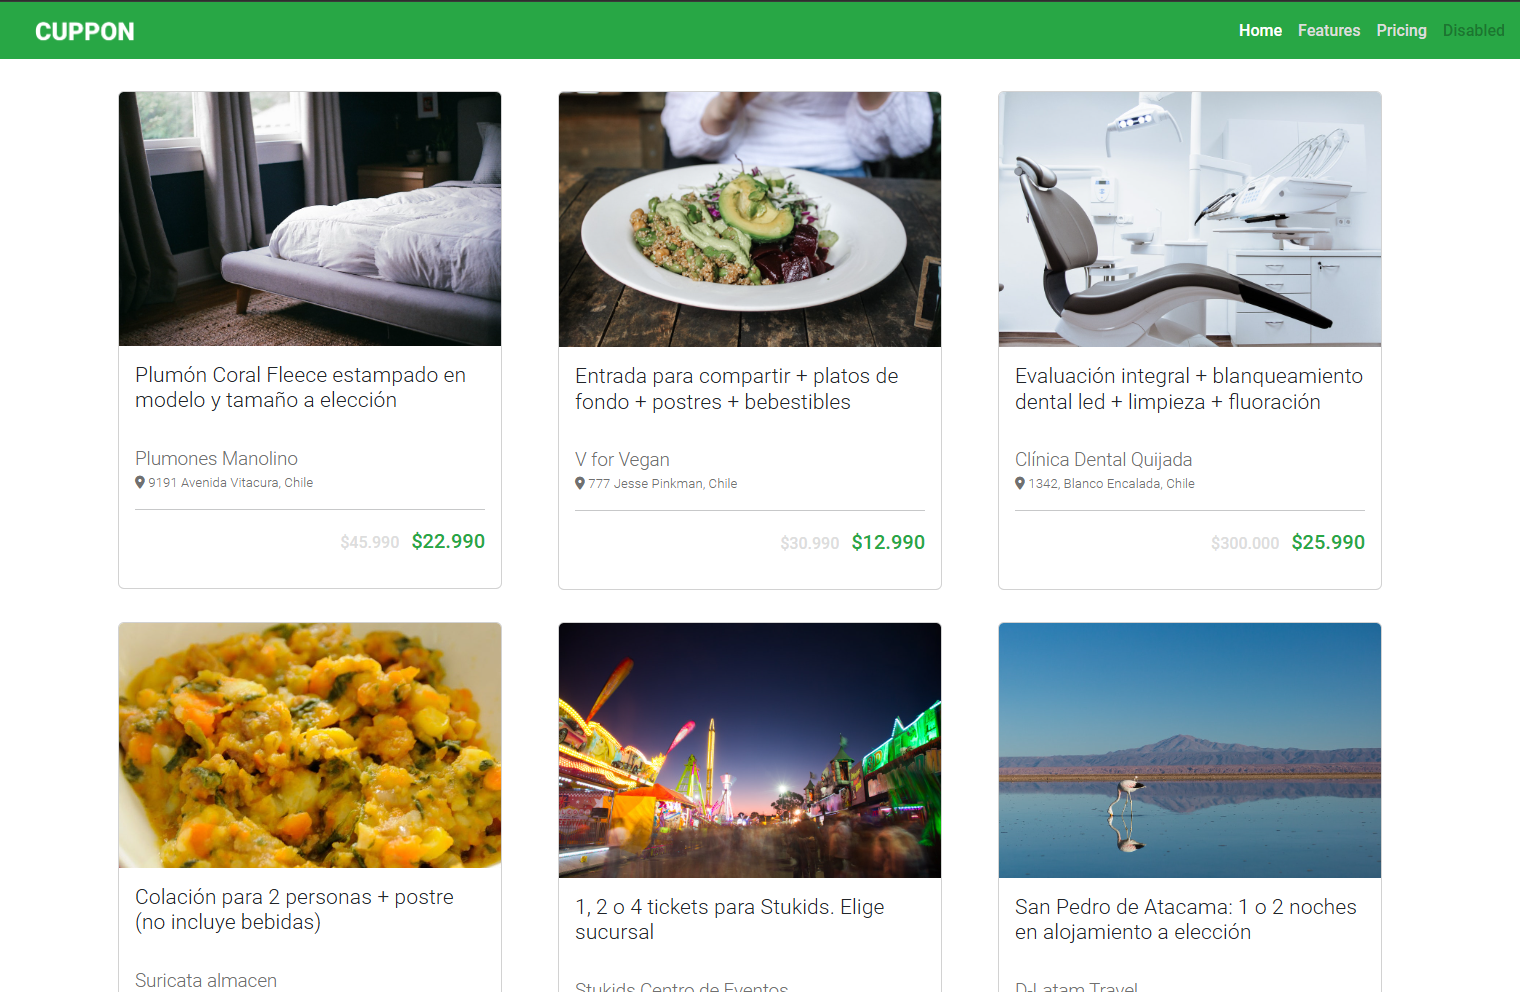 CUPPON
Home Features Pricing Disabled
Plumón Coral Fleece estampado en
modelo y tamaño a elección
Plumones Manolino
9191 Avenida Vitacura, Chile
$45.990 $22.990
Entrada para compartir + platos de
fondo + postres + bebestibles
V for Vegan
777 Jesse Pinkman, Chile
$30.990 $12.990
Evaluación integral + blanqueamiento
dental led + limpieza + fluoración
Clínica Dental Quijada
1342, Blanco Encalada, Chile
$300.000 $25.990
Colación para 2 personas + postre
(no incluye bebidas)
Suricata almacen
1, 2 o 4 tickets para Stukids. Elige
sucursal
Stukids Centro de Eventos
San Pedro de Atacama: 1 o 2 noches
en alojamiento a elección
D-Latam Travel